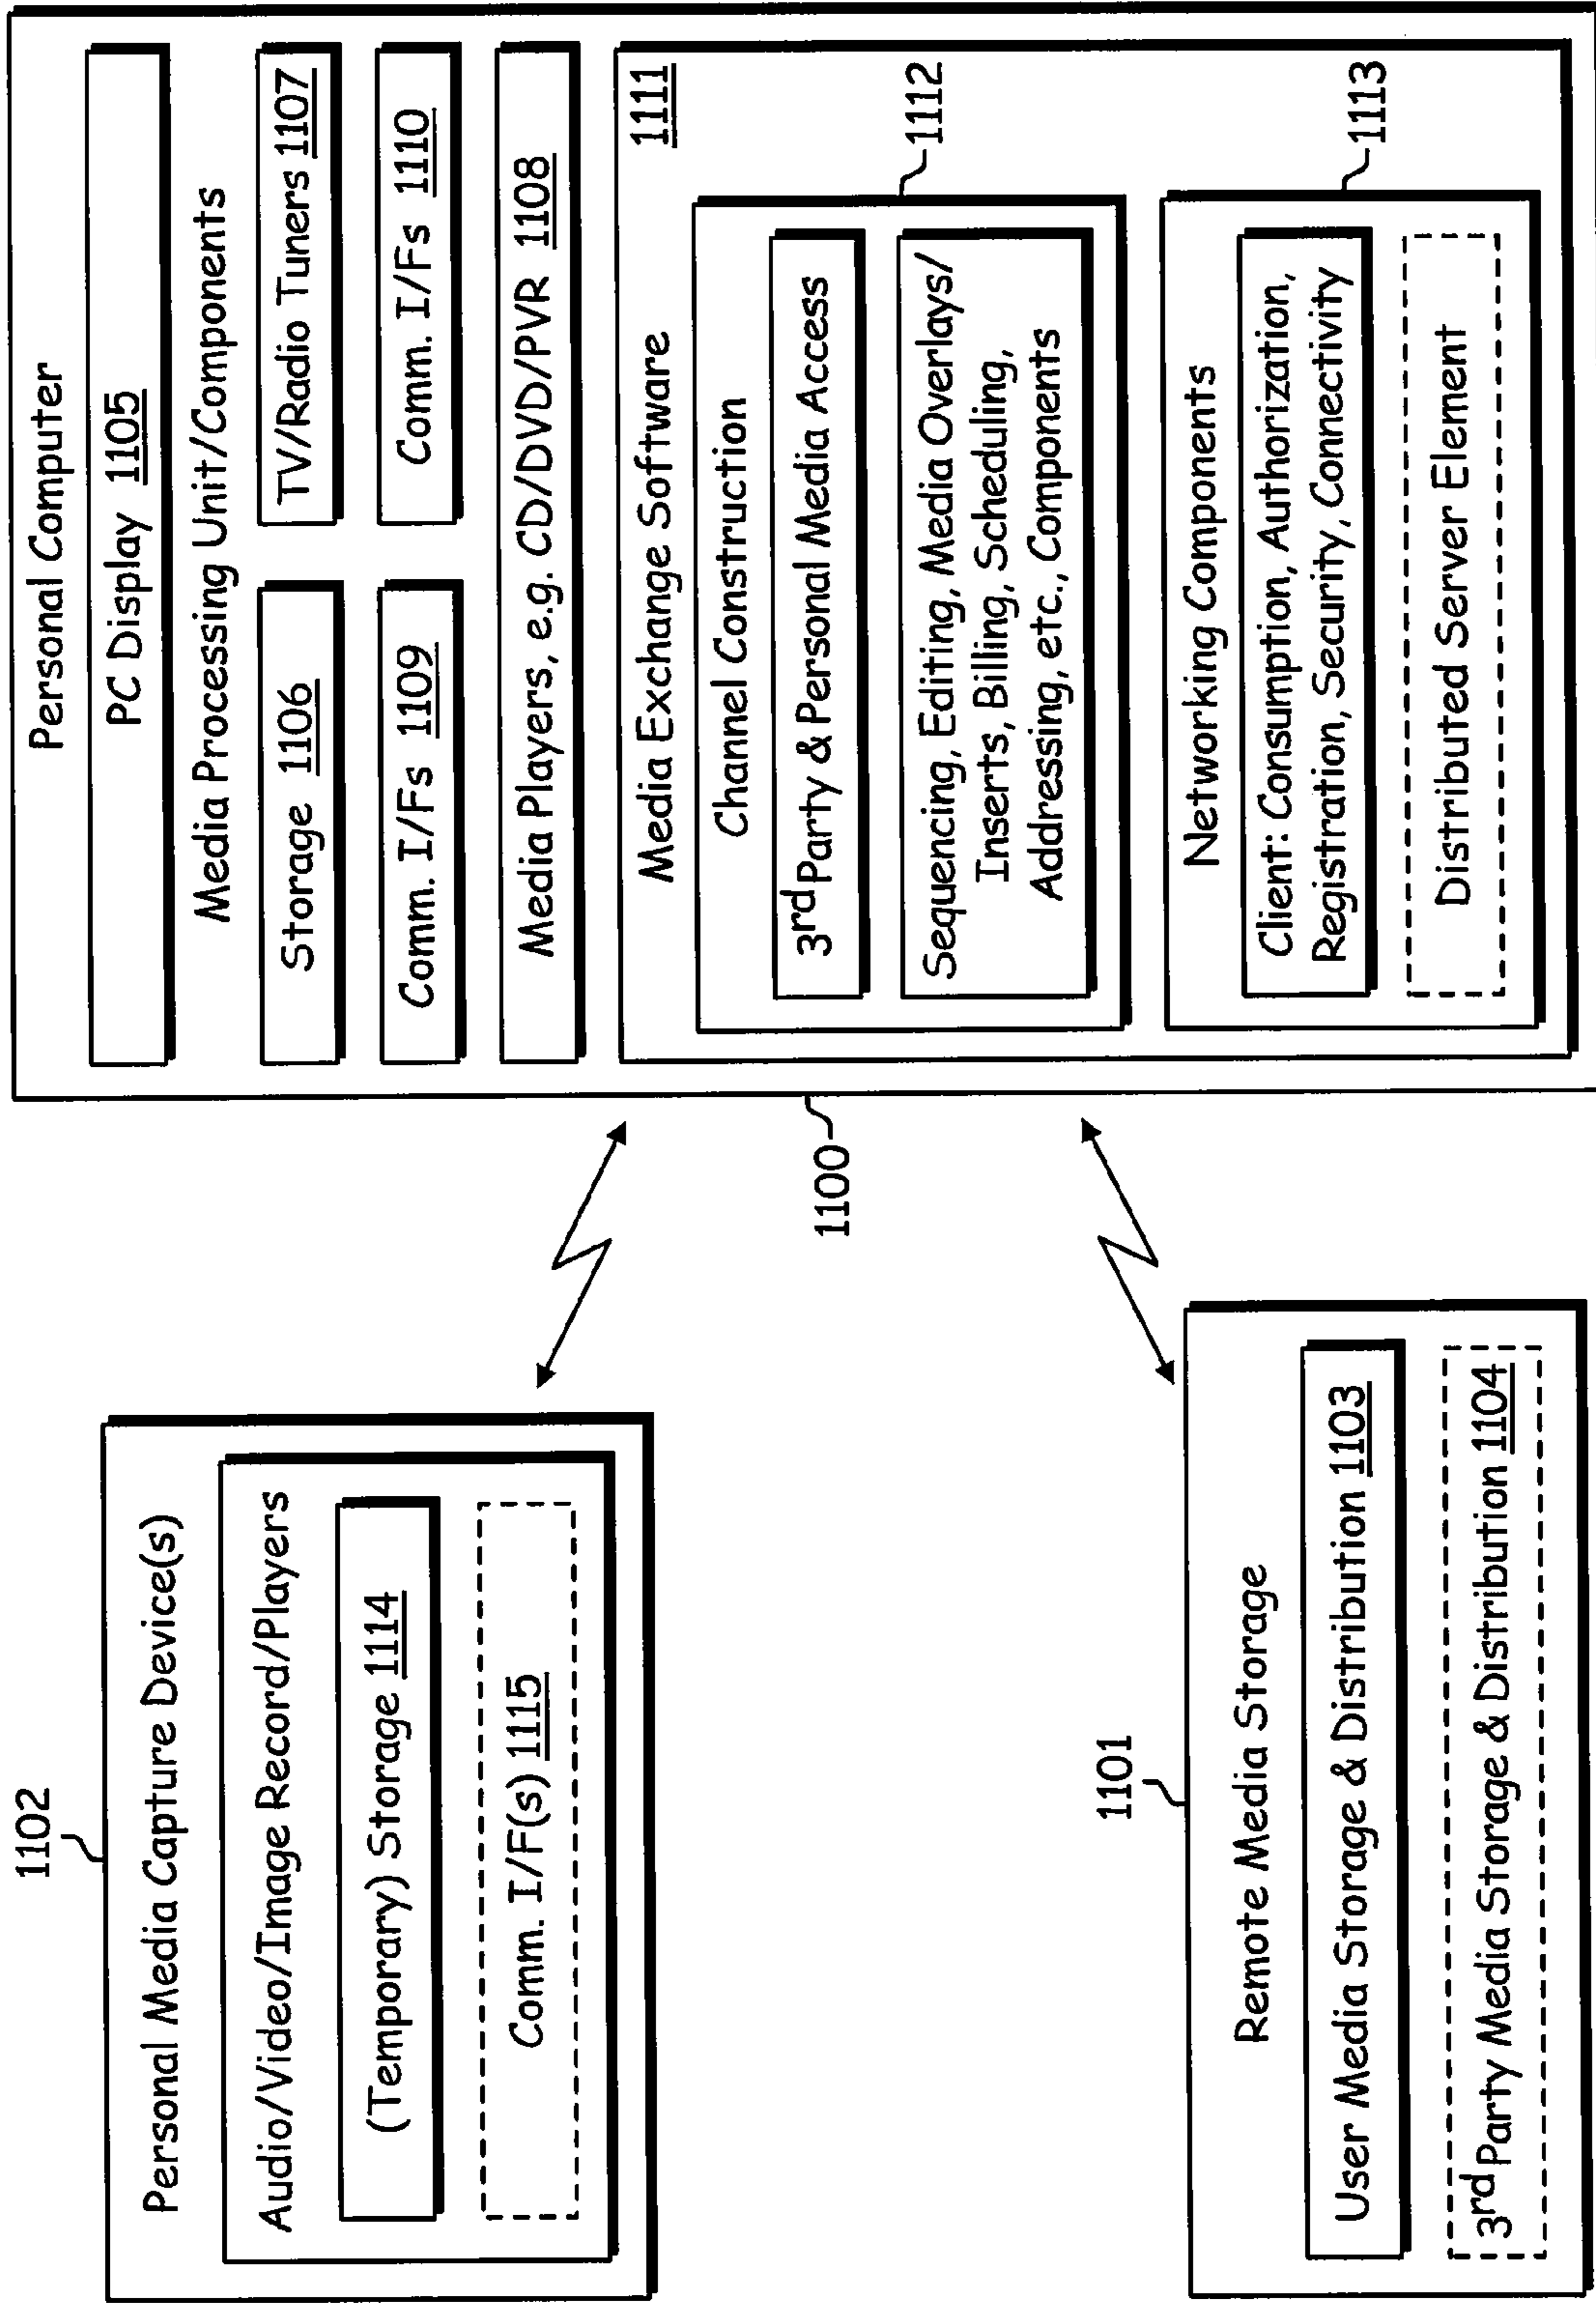 1102
Personal Media Capture Device(s)
Audio/Video/Image Record/Players
(Temporary) Storage 1114
Comm. I/F(s) 1115
1101
Remote Media Storage
User Media Storage & Distribution 1103
3rd Party Media Storage & Distribution 1104
1100
Personal Computer
PC Display 1105
Media Processing Unit/Components
Storage 1106
TV/Radio Tuners 1107
Comm. I/Fs 1109
Comm. I/Fs 1110
Media Players, e.g. CD/DVD/PVR 1108
Media Exchange Software
1111
Channel Construction
1112
3rd Party & Personal Media Access
Sequencing, Editing, Media Overlays/
Inserts, Billing, Scheduling,
Addressing, etc., Components
Networking Components
1113
Client: Consumption, Authorization,
Registration, Security, Connectivity
Distributed Server Element